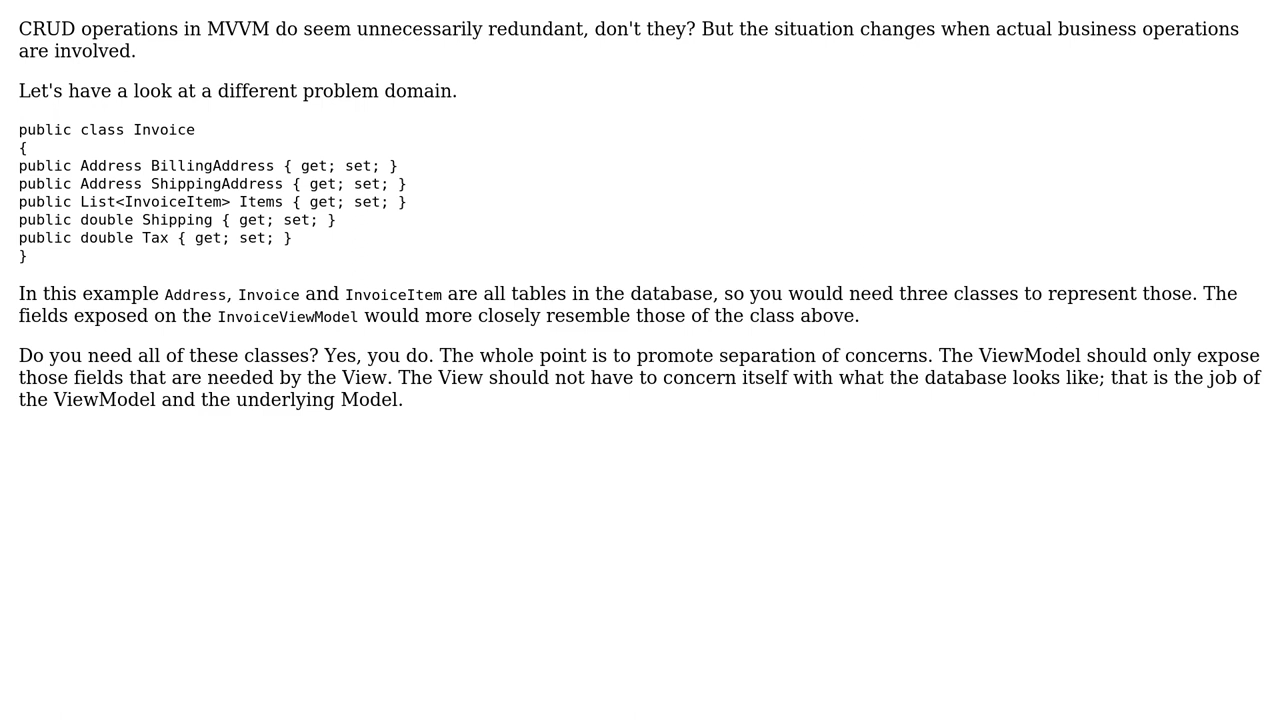 CRUD operations in MVVM do seem unnecessarily redundant, don't they? But the situation changes when actual business operations
are involved.
Let's have a look at a different problem domain.
public class Invoice
{
public Address BillingAddress { get; set; }
public Address ShippingAddress { get; set; }
public List<InvoiceItem> Items { get; set; }
public double Shipping { get; set; }
public double Tax { get; set; }
}
In this example Address, Invoice and InvoiceItem are all tables in the database, so you would need three classes to represent those. The
fields exposed on the InvoiceViewModel would more closely resemble those of the class above.
Do you need all of these classes? Yes, you do. The whole point is to promote separation of concerns. The ViewModel should only expose
those fields that are needed by the View. The View should not have to concern itself with what the database looks like; that is the job of
the ViewModel and the underlying Model.